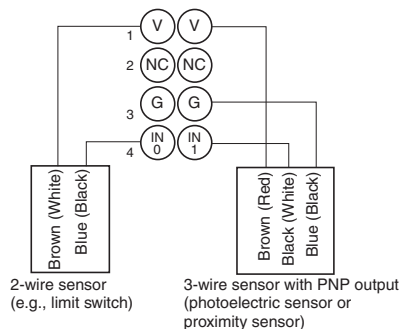 1 V V
2 NC NC
3 G G
4 IN 0 IN 1
Brown (White)
Blue (Black)
Brown (Red)
Black (White)
Blue (Black)
2-wire sensor
(e.g., limit switch)
3-wire sensor with PNP output
(photoelectric sensor or
proximity sensor)